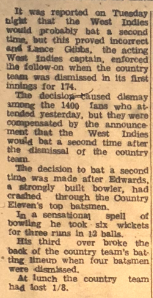 It was reported on Tuesday
night that the West Indies
would probably bat a second
time, but this proved incorrect
and Lance Gibbs, the acting
West Indies captain, enforced
the follow-on when the country
team was dismissed in its first
innings for 174.
The decision caused dismay
among the 1400 fans who at-
tended yesterday, but they were
compensated by the announce-
ment that the West Indies
would bat a second time after
the dismissal of the country
team.
The decision to bat a second
time was made after Edwards,
a strongly built bowler, had
crashed through the Country
Eleven's top batsmen.
In a sensational spell of
bowling he took six wickets
for three runs in 12 balls.
His third over broke the
back of the country team's bat-
ting lineup when four batsmen
were dismissed.
At lunch the country team
had lost 1/8.